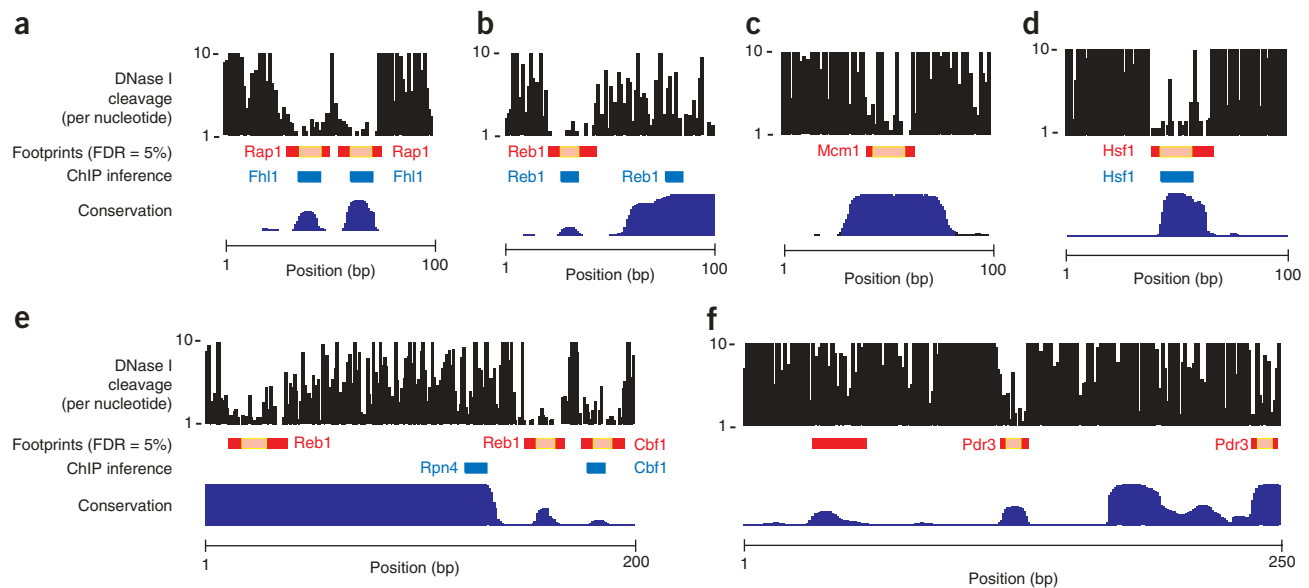 a
b
c
d
DNase I
cleavage
(per nucleotide)
10
1
10
1
10
1
10
1
Footprints (FDR = 5%)
Rap1
Rap1
Reb1
Mcm1
Hsf1
ChIP inference
Fhl1
Fhl1
Reb1
Reb1
Hsf1
Conservation
1
Position (bp)
100
1
Position (bp)
100
1
Position (bp)
100
1
Position (bp)
100
e
f
DNase I
cleavage
(per nucleotide)
10
1
10
1
Footprints (FDR = 5%)
Reb1
Reb1
Cbf1
Pdr3
Pdr3
ChIP inference
Rpn4
Cbf1
Conservation
1
Position (bp)
200
1
Position (bp)
250